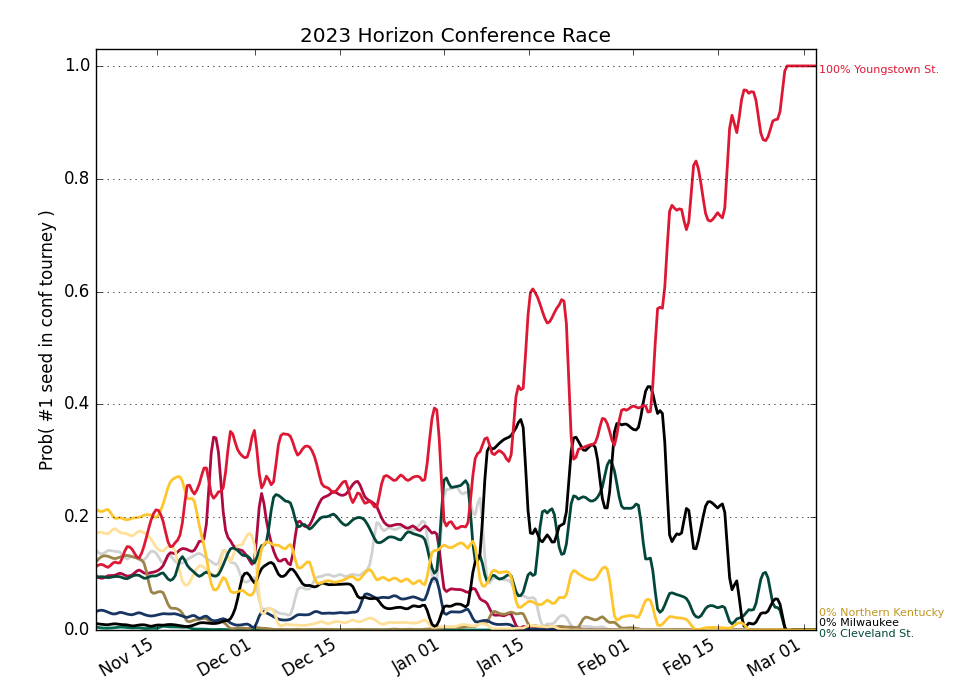 2023 Horizon Conference Race
Prob( #1 seed in conf tourney )
1.0
0.8
0.6
0.4
0.2
0.0
Nov 15
Dec 01
Dec 15
Jan 01
Jan 15
Feb 01
Feb 15
Mar 01
100% Youngstown St.
0% Northern Kentucky
0% Milwaukee
0% Cleveland St.